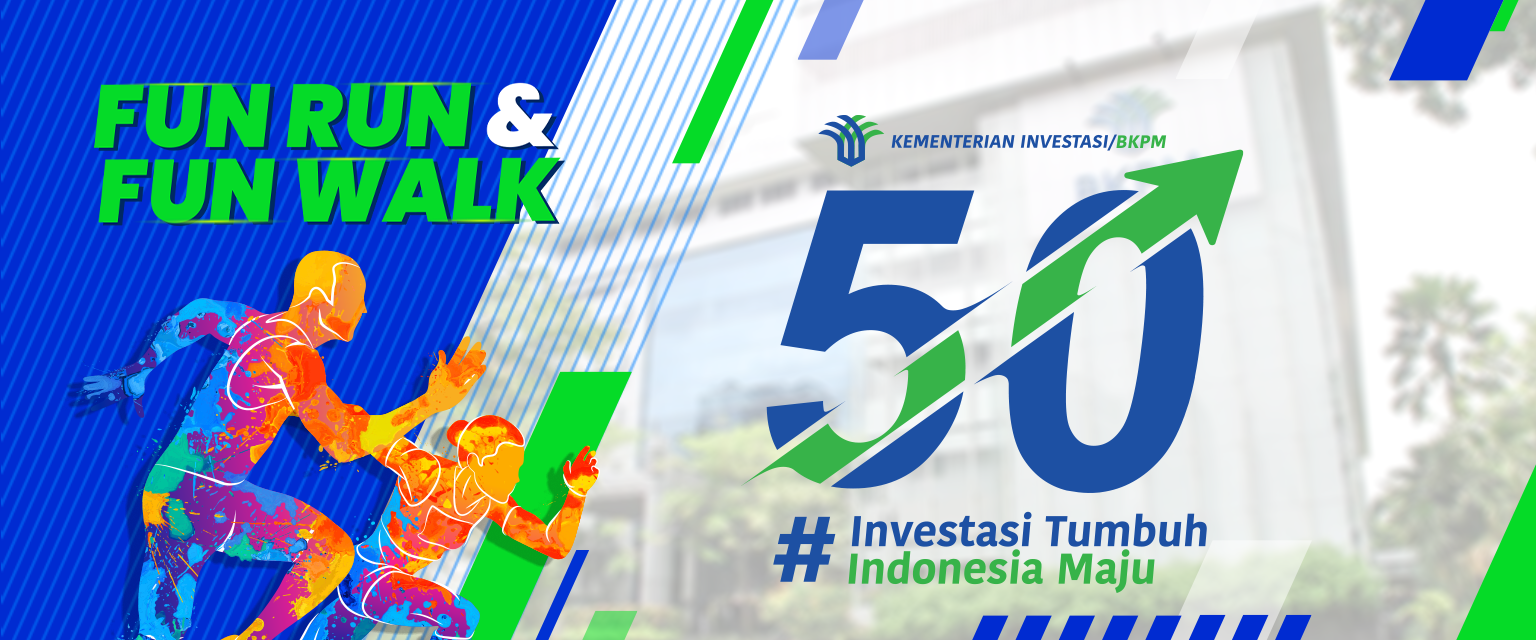 FUN RUN &
FUN WALK
KEMENTERIAN INVESTASI/BKPM
50
# Investasi Tumbuh
Indonesia Maju